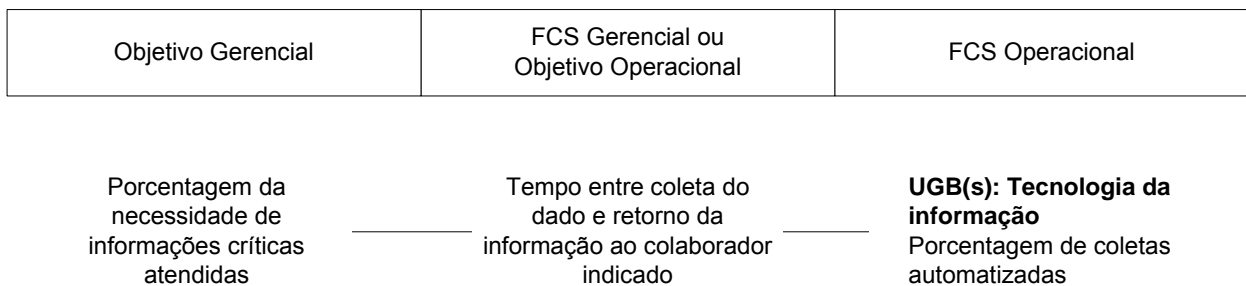 Objetivo Gerencial
FCS Gerencial ou
Objetivo Operacional
FCS Operacional
Porcentagem da
necessidade de
informações críticas
atendidas
Tempo entre coleta do
dado e retorno da
informação ao colaborador
indicado
UGB(s): Tecnologia da
informação
Porcentagem de coletas
automatizadas